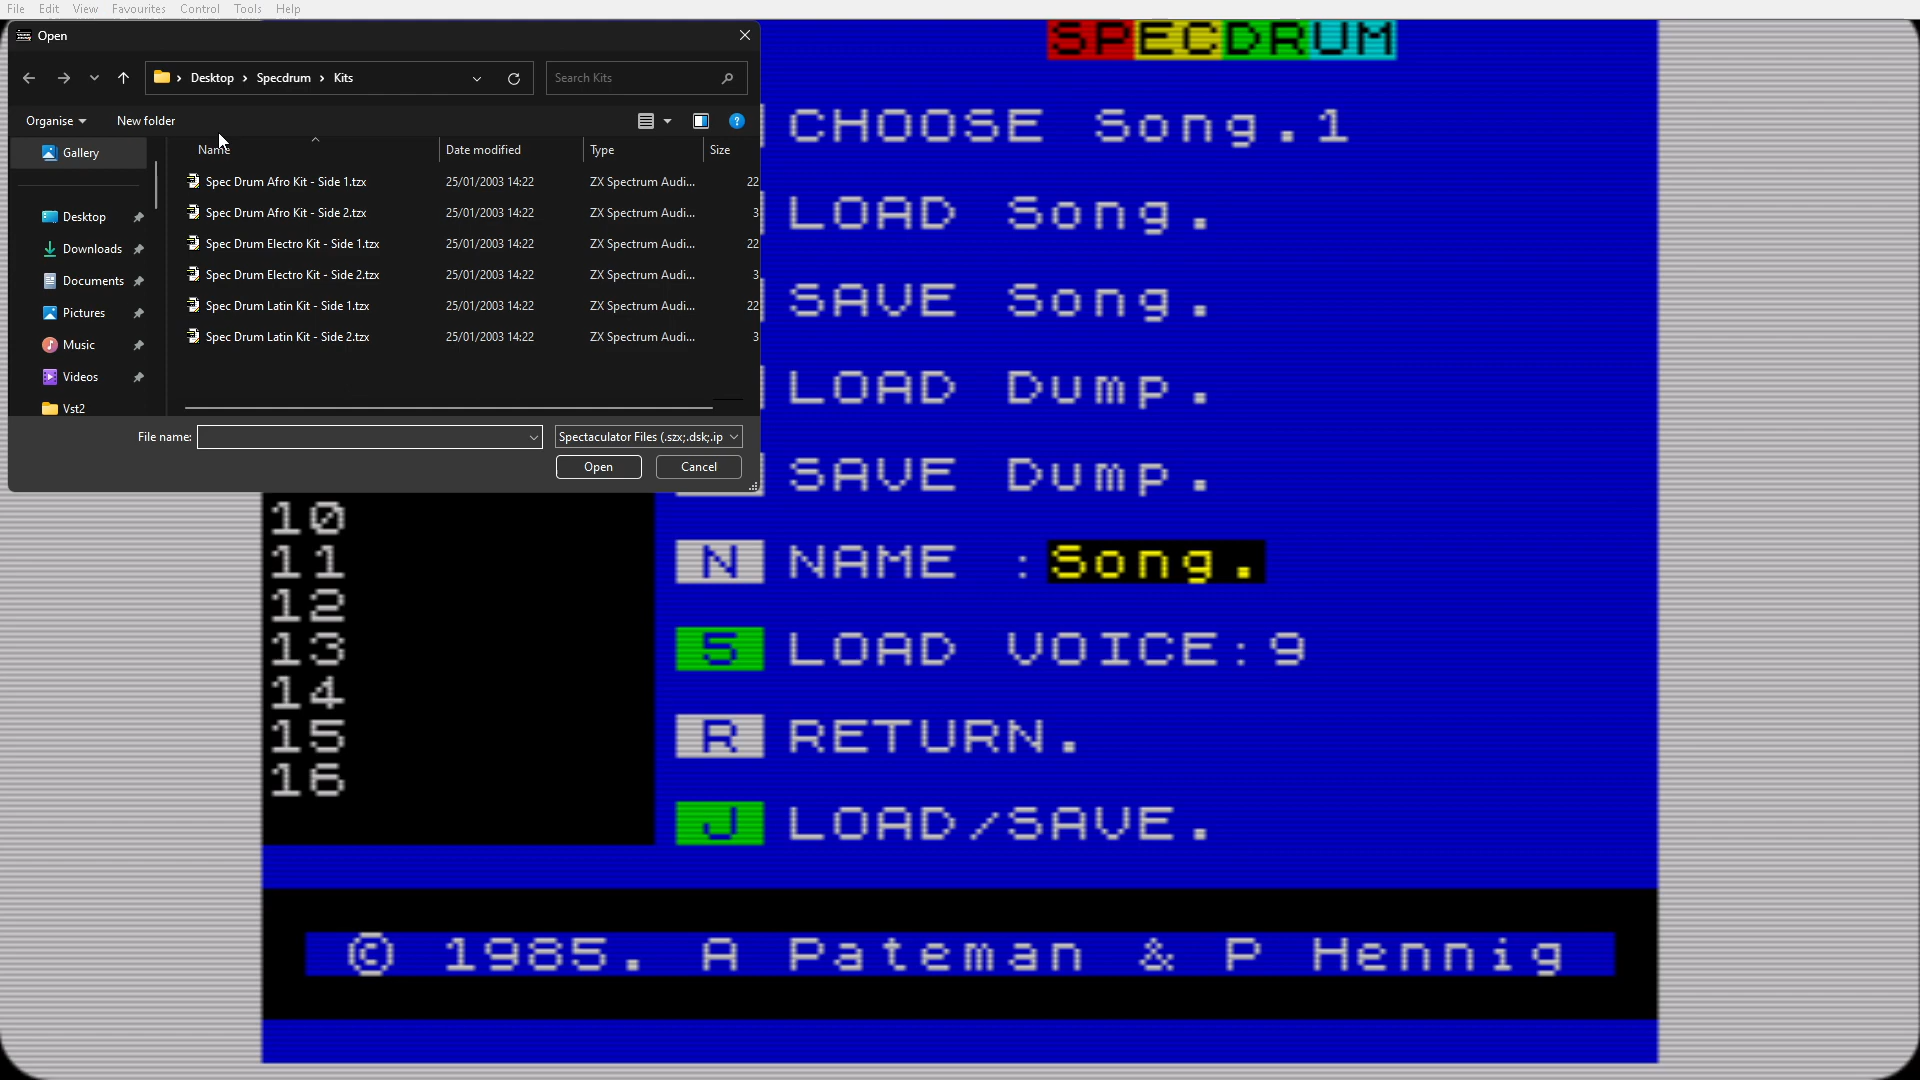 File Edit View Favourites Control Tools Help
Open
Desktop Specdrum Kits
Search Kits
Organise New folder
Gallery
Desktop
Downloads
Documents
Pictures
Music
Videos
Vst2
Name Date modified Type Size
Spec Drum Afro Kit - Side 1.tzx 25/01/2003 14:22 ZX Spectrum Audi... 22
Spec Drum Afro Kit - Side 2.tzx 25/01/2003 14:22 ZX Spectrum Audi... 3
Spec Drum Electro Kit - Side 1.tzx 25/01/2003 14:22 ZX Spectrum Audi... 22
Spec Drum Electro Kit - Side 2.tzx 25/01/2003 14:22 ZX Spectrum Audi... 3
Spec Drum Latin Kit - Side 1.tzx 25/01/2003 14:22 ZX Spectrum Audi... 22
Spec Drum Latin Kit - Side 2.tzx 25/01/2003 14:22 ZX Spectrum Audi... 3
File name: Spectaculator Files (.szx;.dsk;.ip
Open Cancel
SPECDRUM
CHOOSE Song.1
LOAD Song.
SAVE Song.
LOAD Dump.
SAVE Dump.
N NAME :Song.
5 LOAD VOICE:9
R RETURN.
J LOAD/SAVE.
10
11
12
13
14
15
16
© 1985. A Pateman & P Hennig